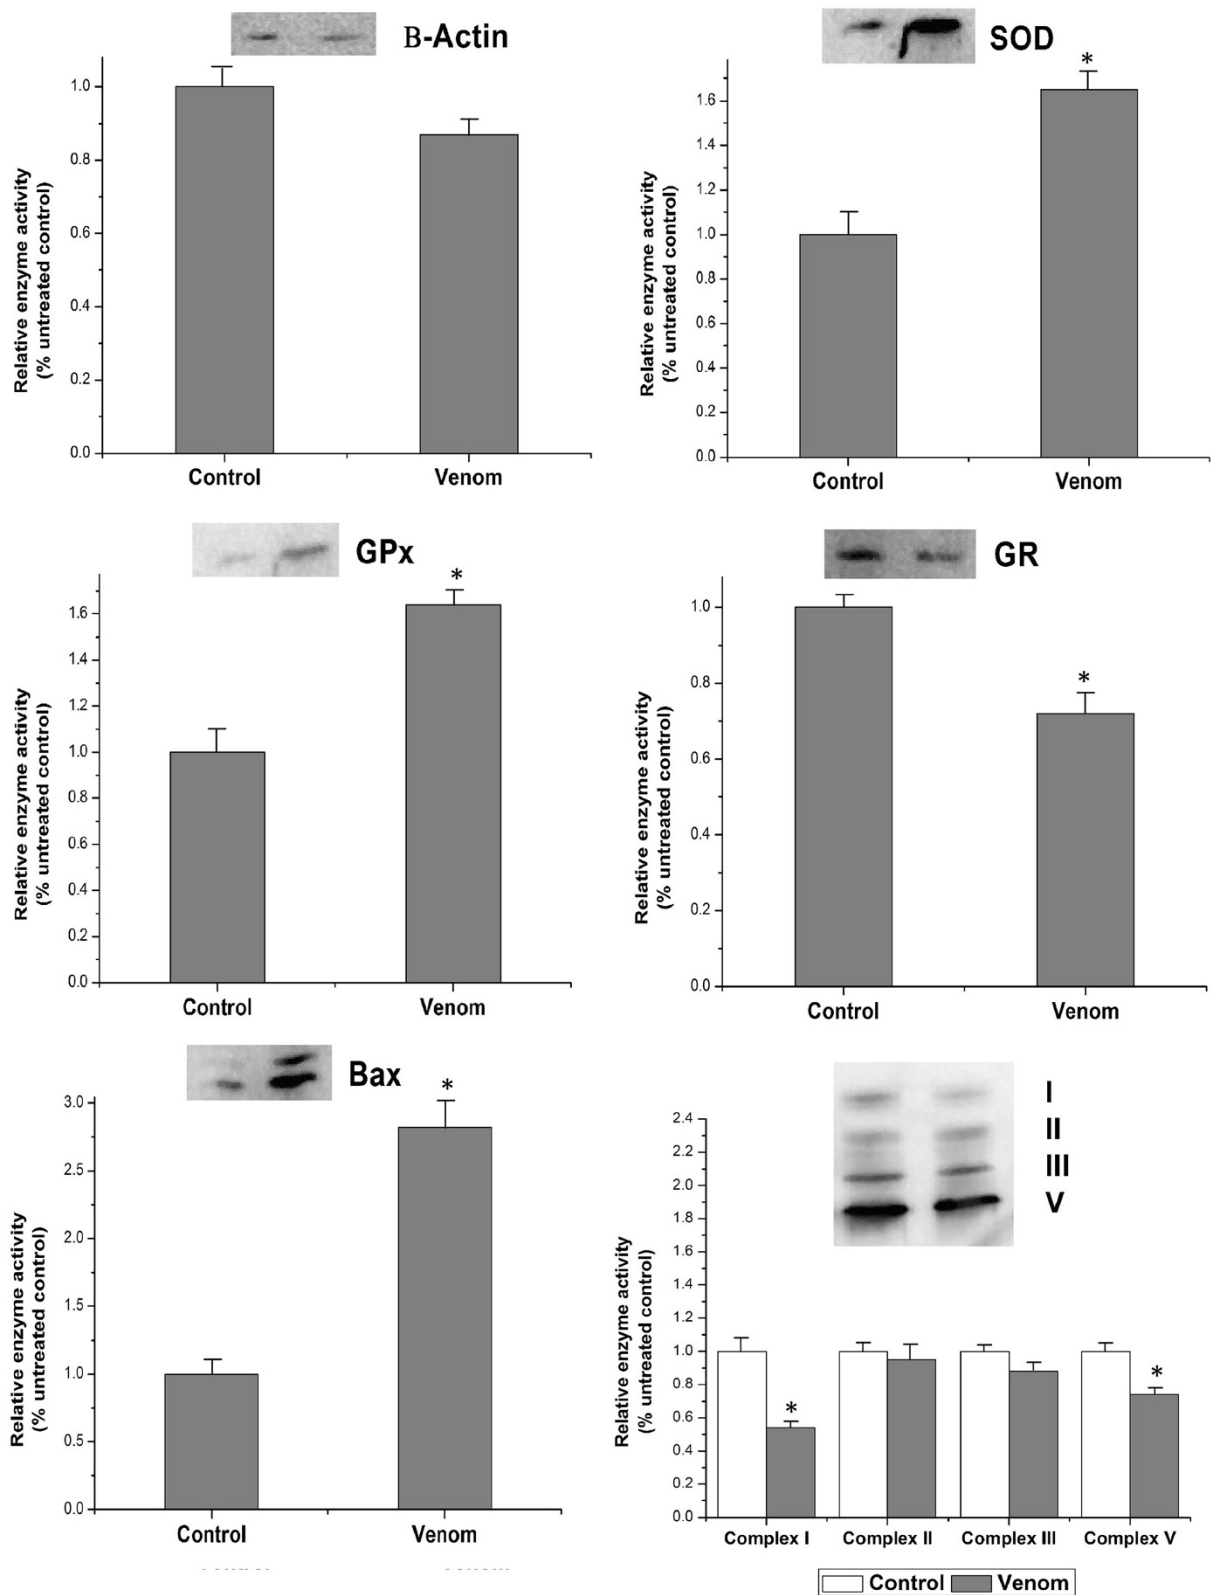 Β-Actin
Relative enzyme activity
(% untreated control)
1.0
0.8
0.6
0.4
0.2
0.0
Control Venom
SOD
Relative enzyme activity
(% untreated control)
1.6
1.4
1.2
1.0
0.8
0.6
0.4
0.2
0.0
*
Control Venom
GPx
Relative enzyme activity
(% untreated control)
1.6
1.4
1.2
1.0
0.8
0.6
0.4
0.2
0.0
*
Control Venom
GR
Relative enzyme activity
(% untreated control)
1.0
0.8
0.6
0.4
0.2
0.0
*
Control Venom
Bax
Relative enzyme activity
(% untreated control)
3.0
2.5
2.0
1.5
1.0
0.5
0.0
*
Control Venom
I
II
III
V
Relative enzyme activity
(% untreated control)
2.4
2.2
2.0
1.8
1.6
1.4
1.2
1.0
0.8
0.6
0.4
0.2
0.0
* *
Complex I Complex II Complex III Complex V
Control Venom